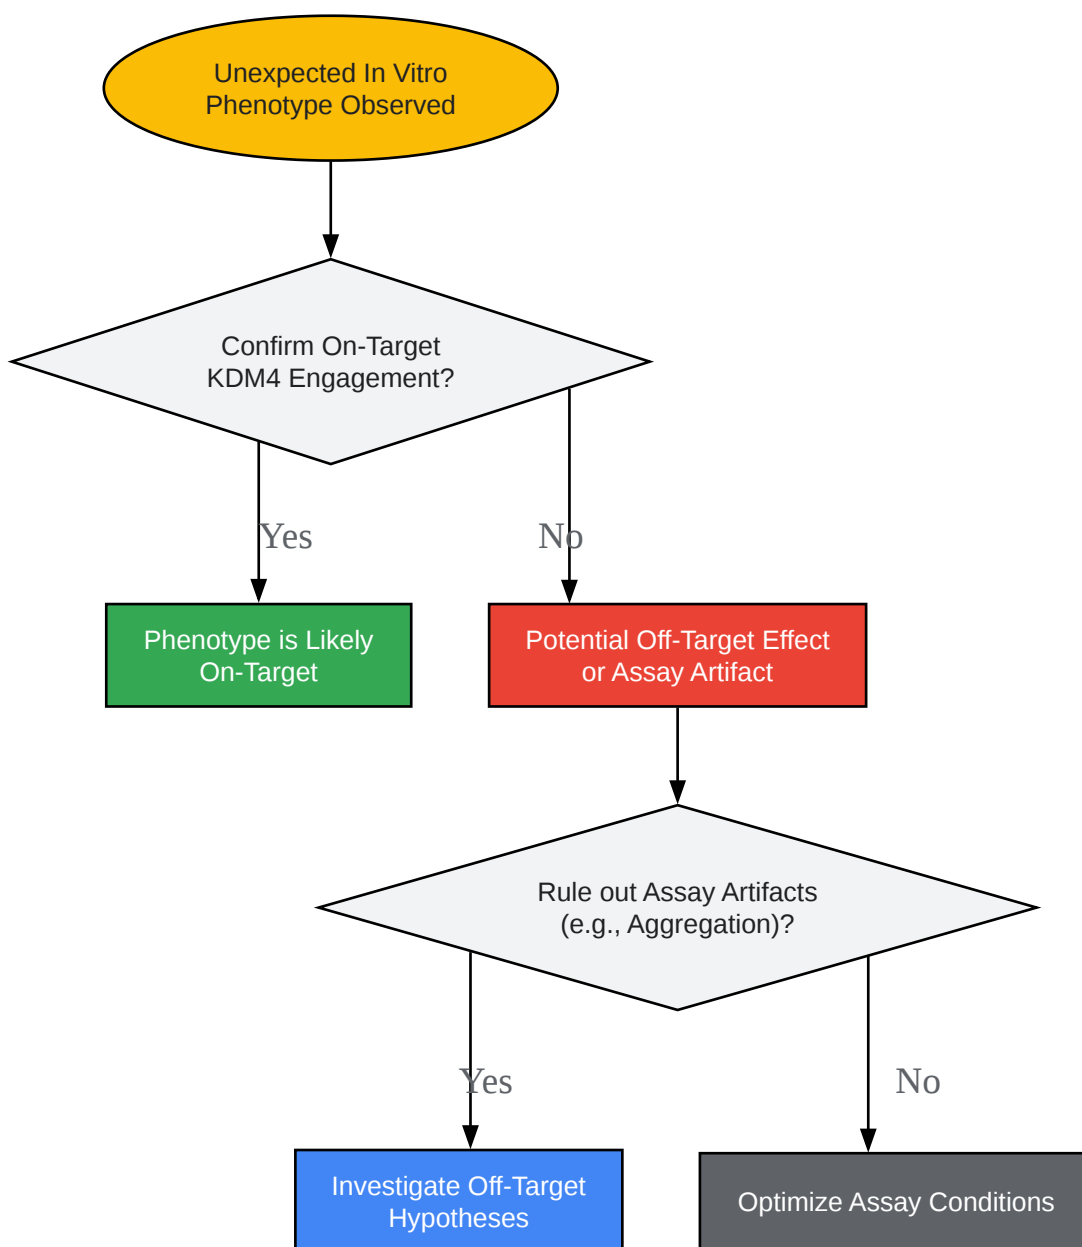 Unexpected In Vitro
Phenotype Observed
Confirm On-Target
KDM4 Engagement?
Yes
No
Phenotype is Likely
On-Target
Potential Off-Target Effect
or Assay Artifact
Rule out Assay Artifacts
(e.g., Aggregation)?
Yes
No
Investigate Off-Target
Hypotheses
Optimize Assay Conditions